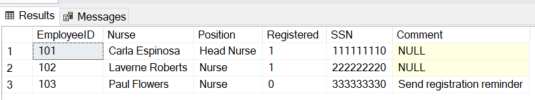 Results Messages
EmployeeID Nurse Position Registered SSN Comment
1 101 Carla Espinosa Head Nurse 1 111111110 NULL
2 102 Laverne Roberts Nurse 1 222222220 NULL
3 103 Paul Flowers Nurse 0 333333330 Send registration reminder